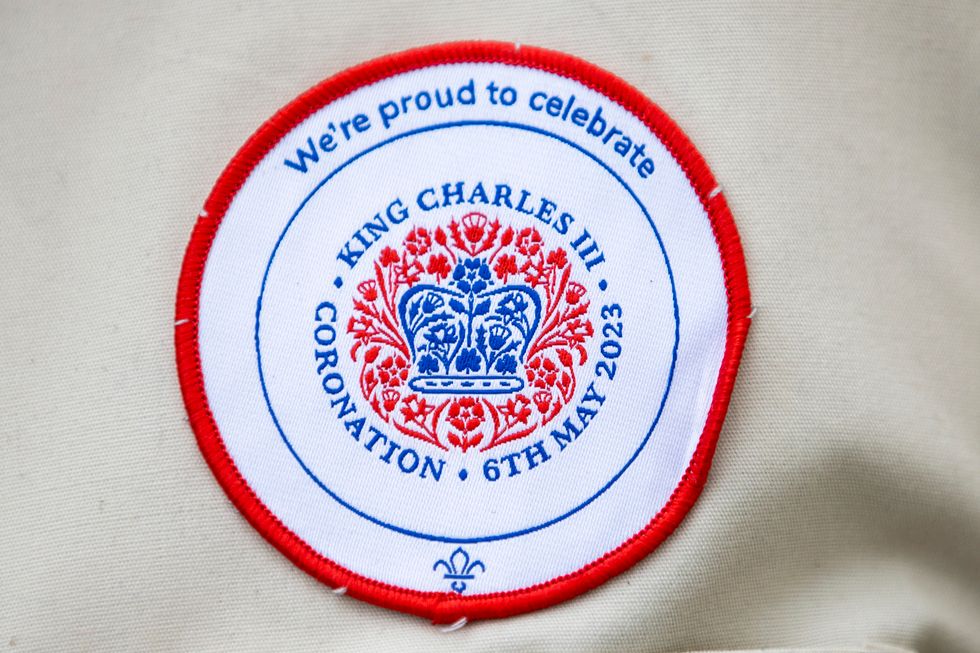 We're proud to celebrate
• KING CHARLES III •
CORONATION • 6TH MAY 2023